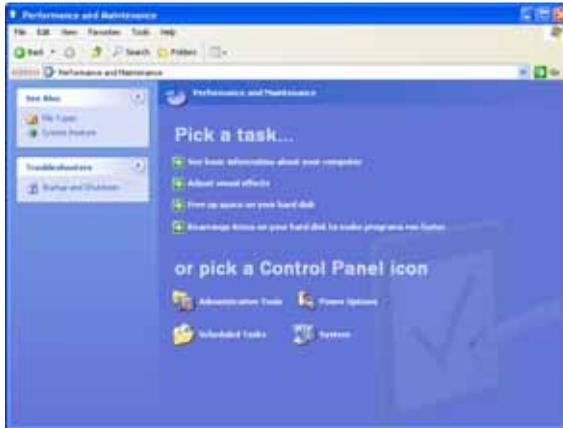 Performance and Maintenance
File Edit View Favorites Tools Help
Back Search Folders
Address Performance and Maintenance Go
See Also
File Types
System Restore
Troubleshooters
Startup and Shutdown
Performance and Maintenance
Pick a task...
See basic information about your computer
Adjust visual effects
Free up space on your hard disk
Rearrange items on your hard disk to make programs run faster
or pick a Control Panel icon
Administrative Tools Power Options
Scheduled Tasks System